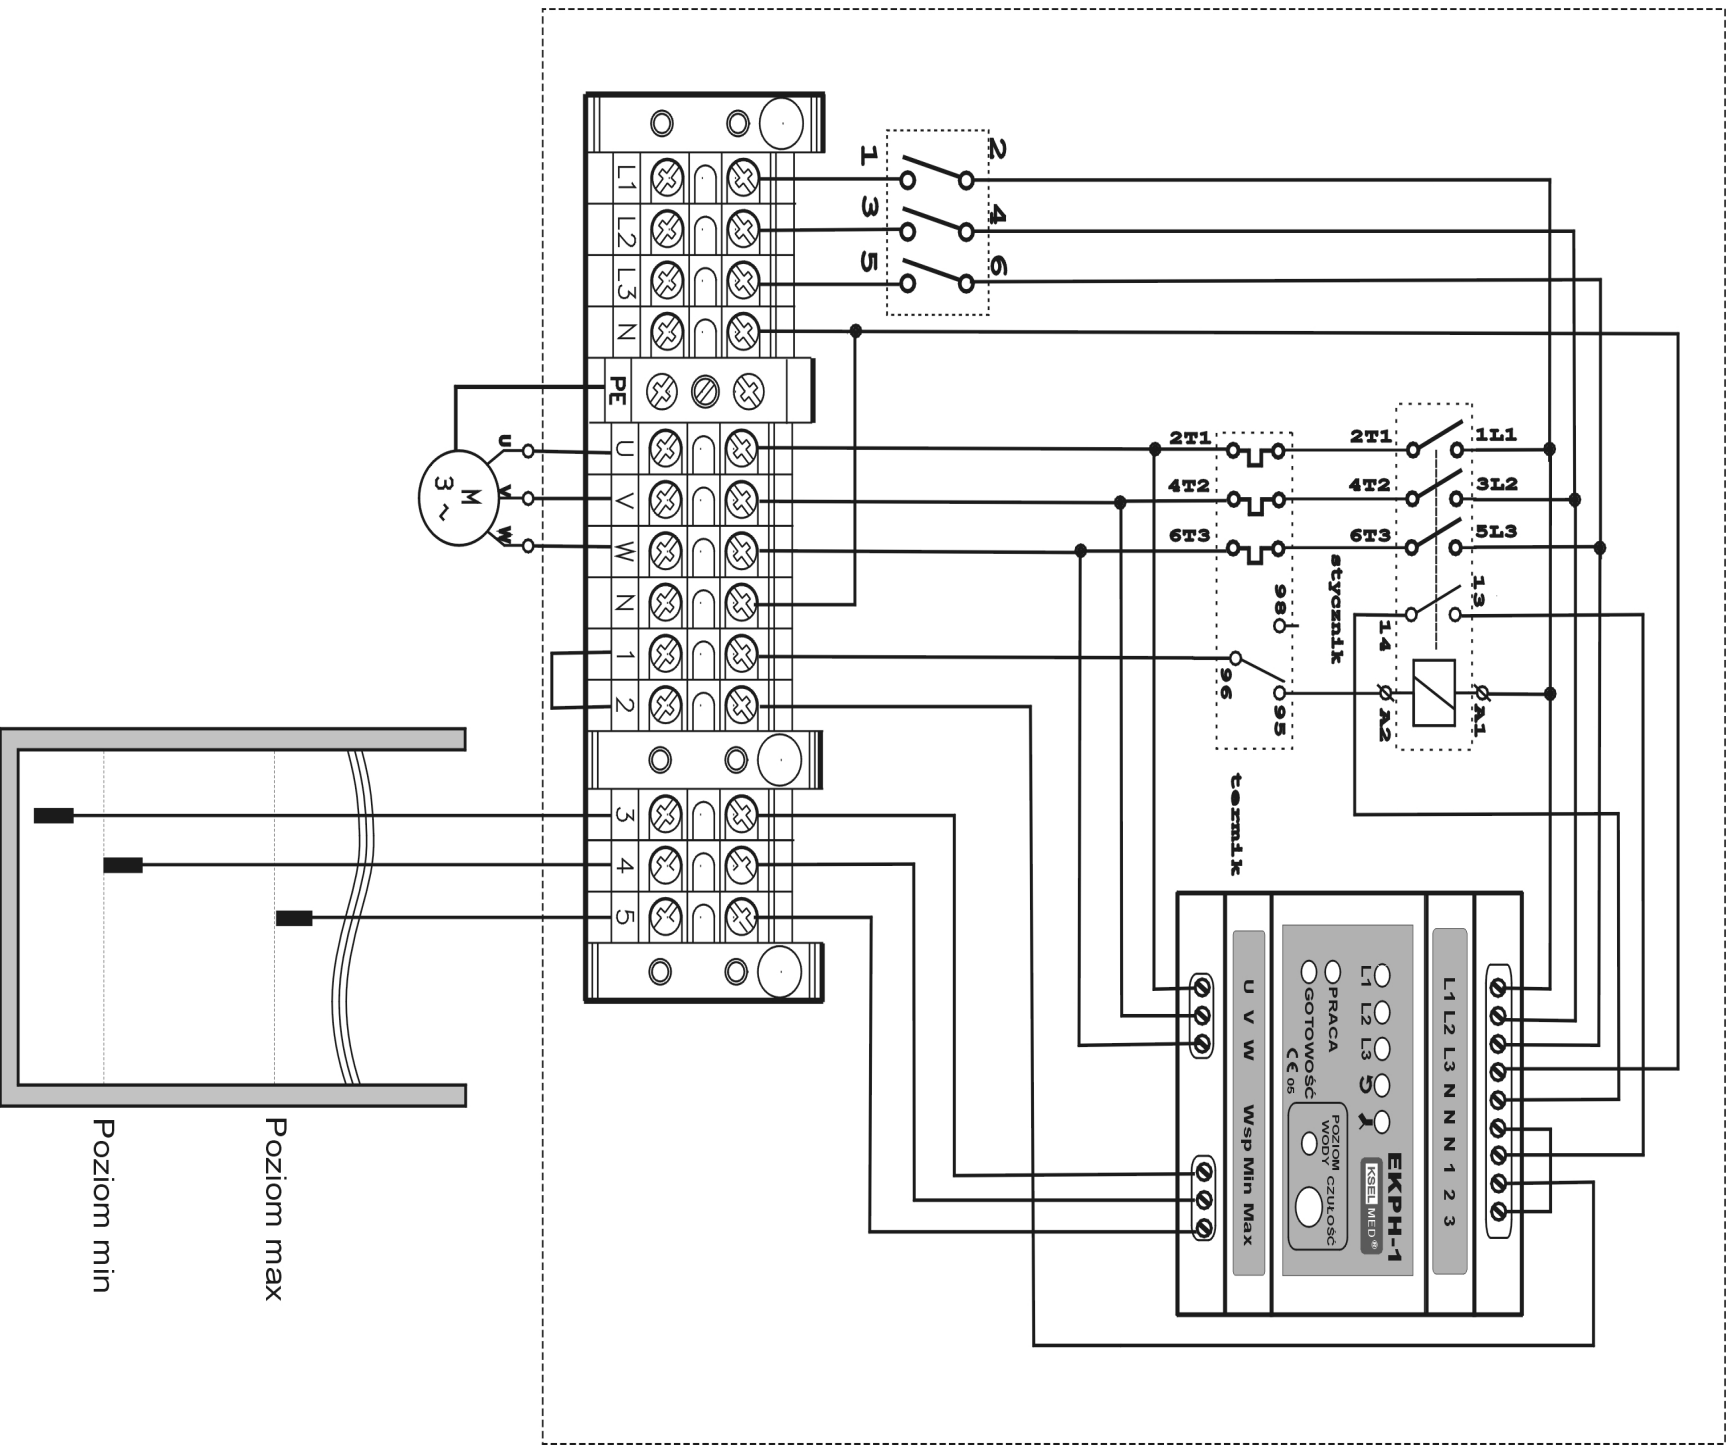 1
2
3
4
5
6
L1
L2
L3
N
PE
U
V
W
N
1
2
3
4
5
U
V
W
M
3 ~
2T1
4T2
6T3
2T1
4T2
6T3
1L1
3L2
5L3
13
14
98
96
95
A1
A2
stycznik
termik
L1 L2 L3 N N N 1 2 3
L1 L2 L3
PRACA
GOTOWOŚĆ
CE 05
POZIOM
WODY
CZUŁOŚĆ
EKPH-1
KSEL MED®
U V W
Wsp Min Max
Poziom min
Poziom max